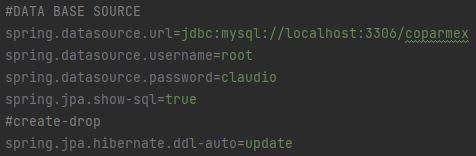 #DATA BASE SOURCE
spring.datasource.url=jdbc:mysql://localhost:3306/coparmex
spring.datasource.username=root
spring.datasource.password=claudio
spring.jpa.show-sql=true
#create-drop
spring.jpa.hibernate.ddl-auto=update